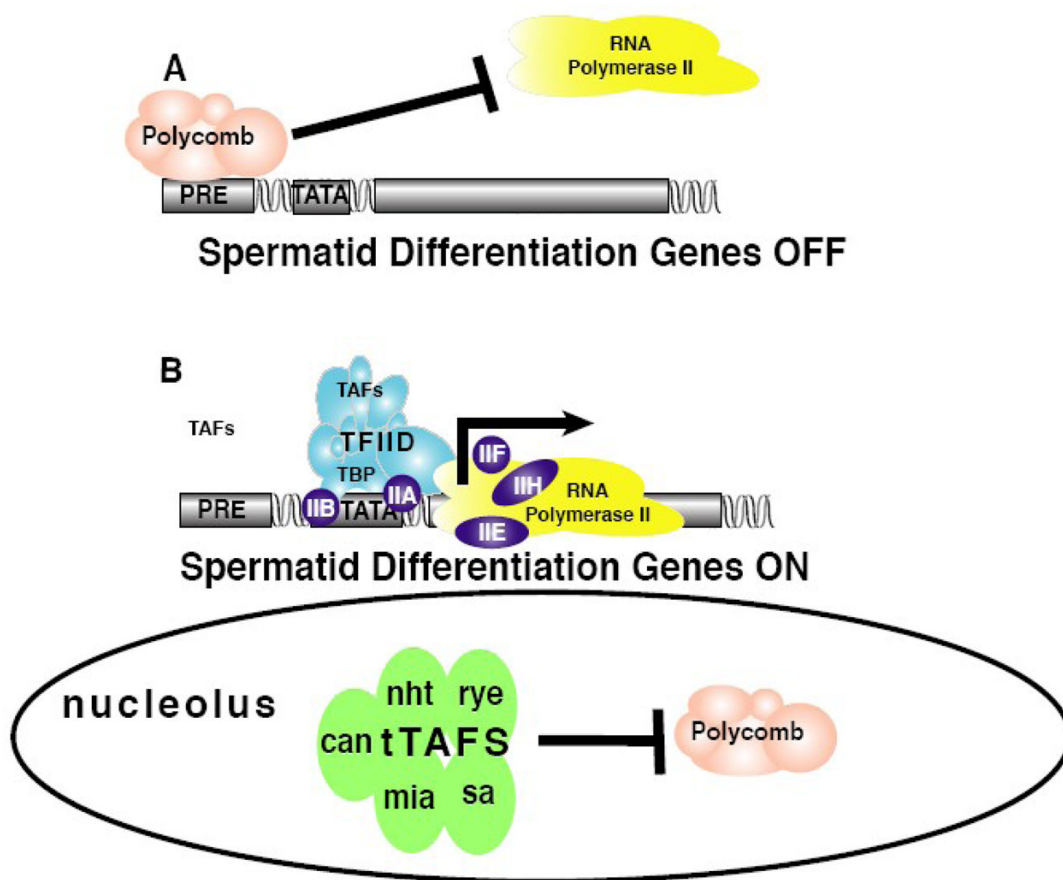 A
RNA
Polymerase II
Polycomb
PRE
TATA
Spermatid Differentiation Genes OFF
B
TAFs
TAFs
TFIID
TBP
IIF
IIH
RNA
Polymerase II
PRE
IIB
TATA
IIA
IIE
Spermatid Differentiation Genes ON
nucleolus
nht rye
can tTAFS
mia sa
Polycomb